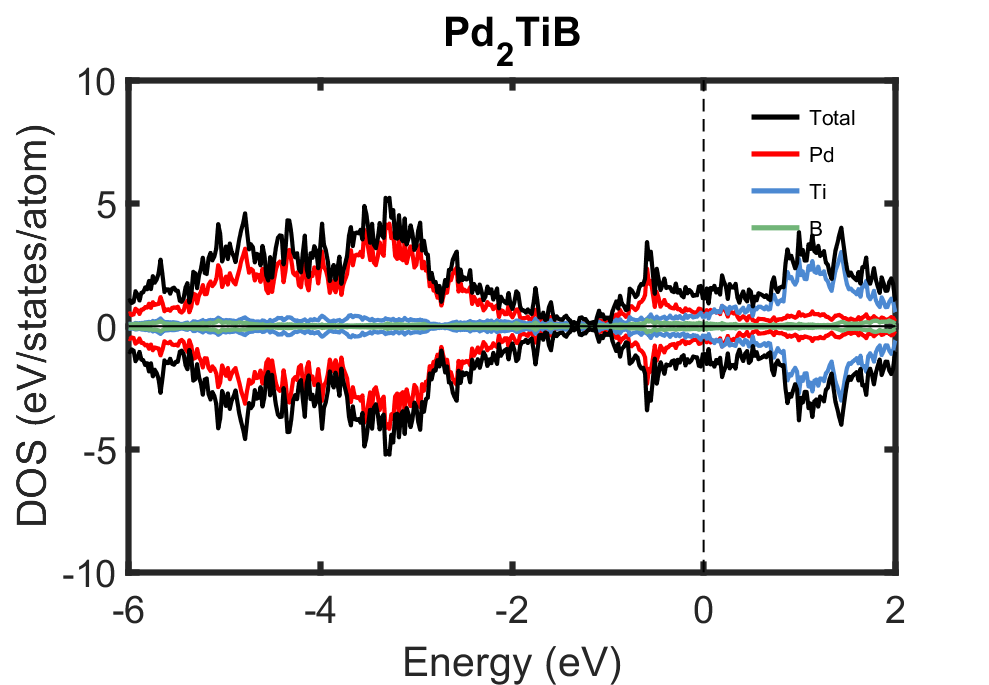 Pd₂TiB
10
5
0
-5
-10
DOS (eV/states/atom)
Total
Pd
Ti
B
-6 -4 -2 0 2
Energy (eV)